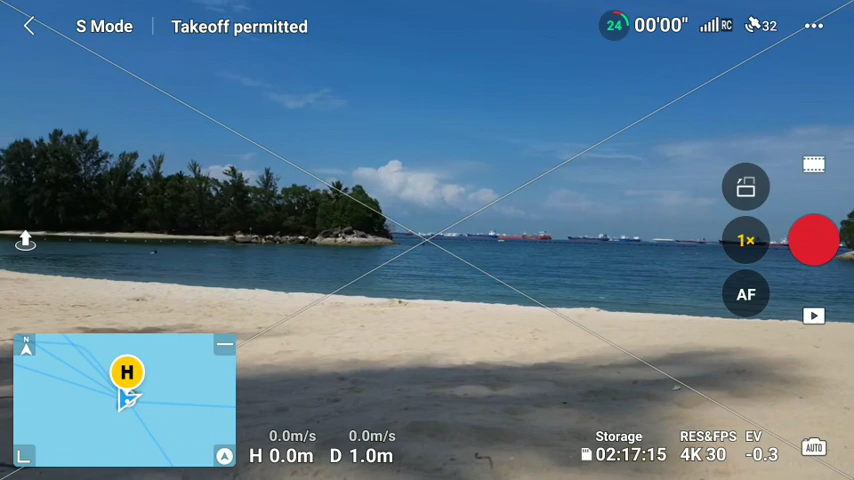 S Mode
Takeoff permitted
24
00'00"
RC
32
1×
AF
N
H
0.0m/s
0.0m/s
H 0.0m
D 1.0m
Storage
RES&FPS
EV
02:17:15
4K 30
-0.3
AUTO